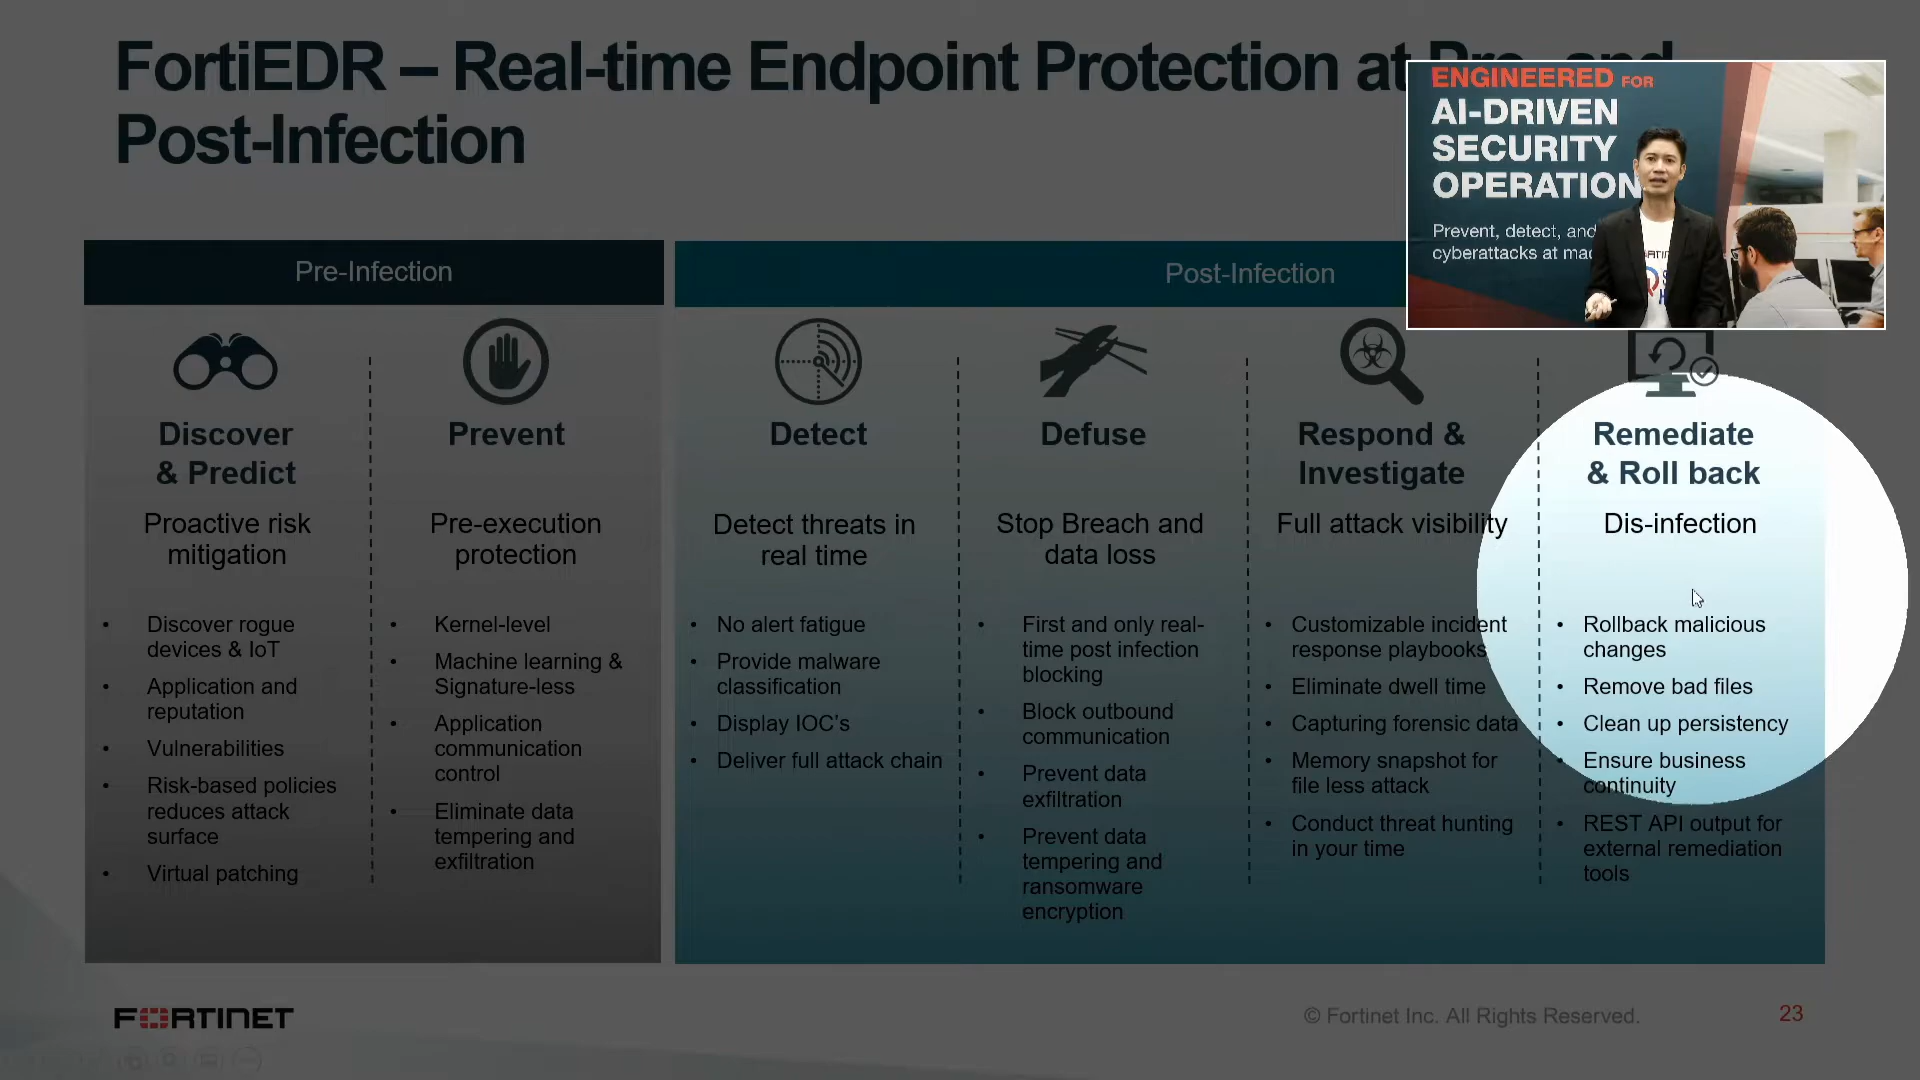 FortiEDR – Real-time Endpoint Protection at Pre- and
Post-Infection
ENGINEERED FOR
AI-DRIVEN
SECURITY
OPERATION
Prevent, detect, and
cyberattacks at
Pre-Infection
Post-Infection
Discover
& Predict
Proactive risk
mitigation
• Discover rogue
devices & IoT
• Application and
reputation
• Vulnerabilities
• Risk-based policies
reduces attack
surface
• Virtual patching
Prevent
Pre-execution
protection
• Kernel-level
• Machine learning &
Signature-less
• Application
communication
control
• Eliminate data
tempering and
exfiltration
Detect
Detect threats in
real time
• No alert fatigue
• Provide malware
classification
• Display IOC's
• Deliver full attack chain
Defuse
Stop Breach and
data loss
• First and only real-
time post infection
blocking
• Block outbound
communication
• Prevent data
exfiltration
• Prevent data
tempering and
ransomware
encryption
Respond &
Investigate
Full attack visibility
• Customizable incident
response playbooks
• Eliminate dwell time
• Capturing forensic data
• Memory snapshot for
file less attack
• Conduct threat hunting
in your time
Remediate
& Roll back
Dis-infection
• Rollback malicious
changes
• Remove bad files
• Clean up persistency
• Ensure business
continuity
• REST API output for
external remediation
tools
FORTINET
© Fortinet Inc. All Rights Reserved.
23